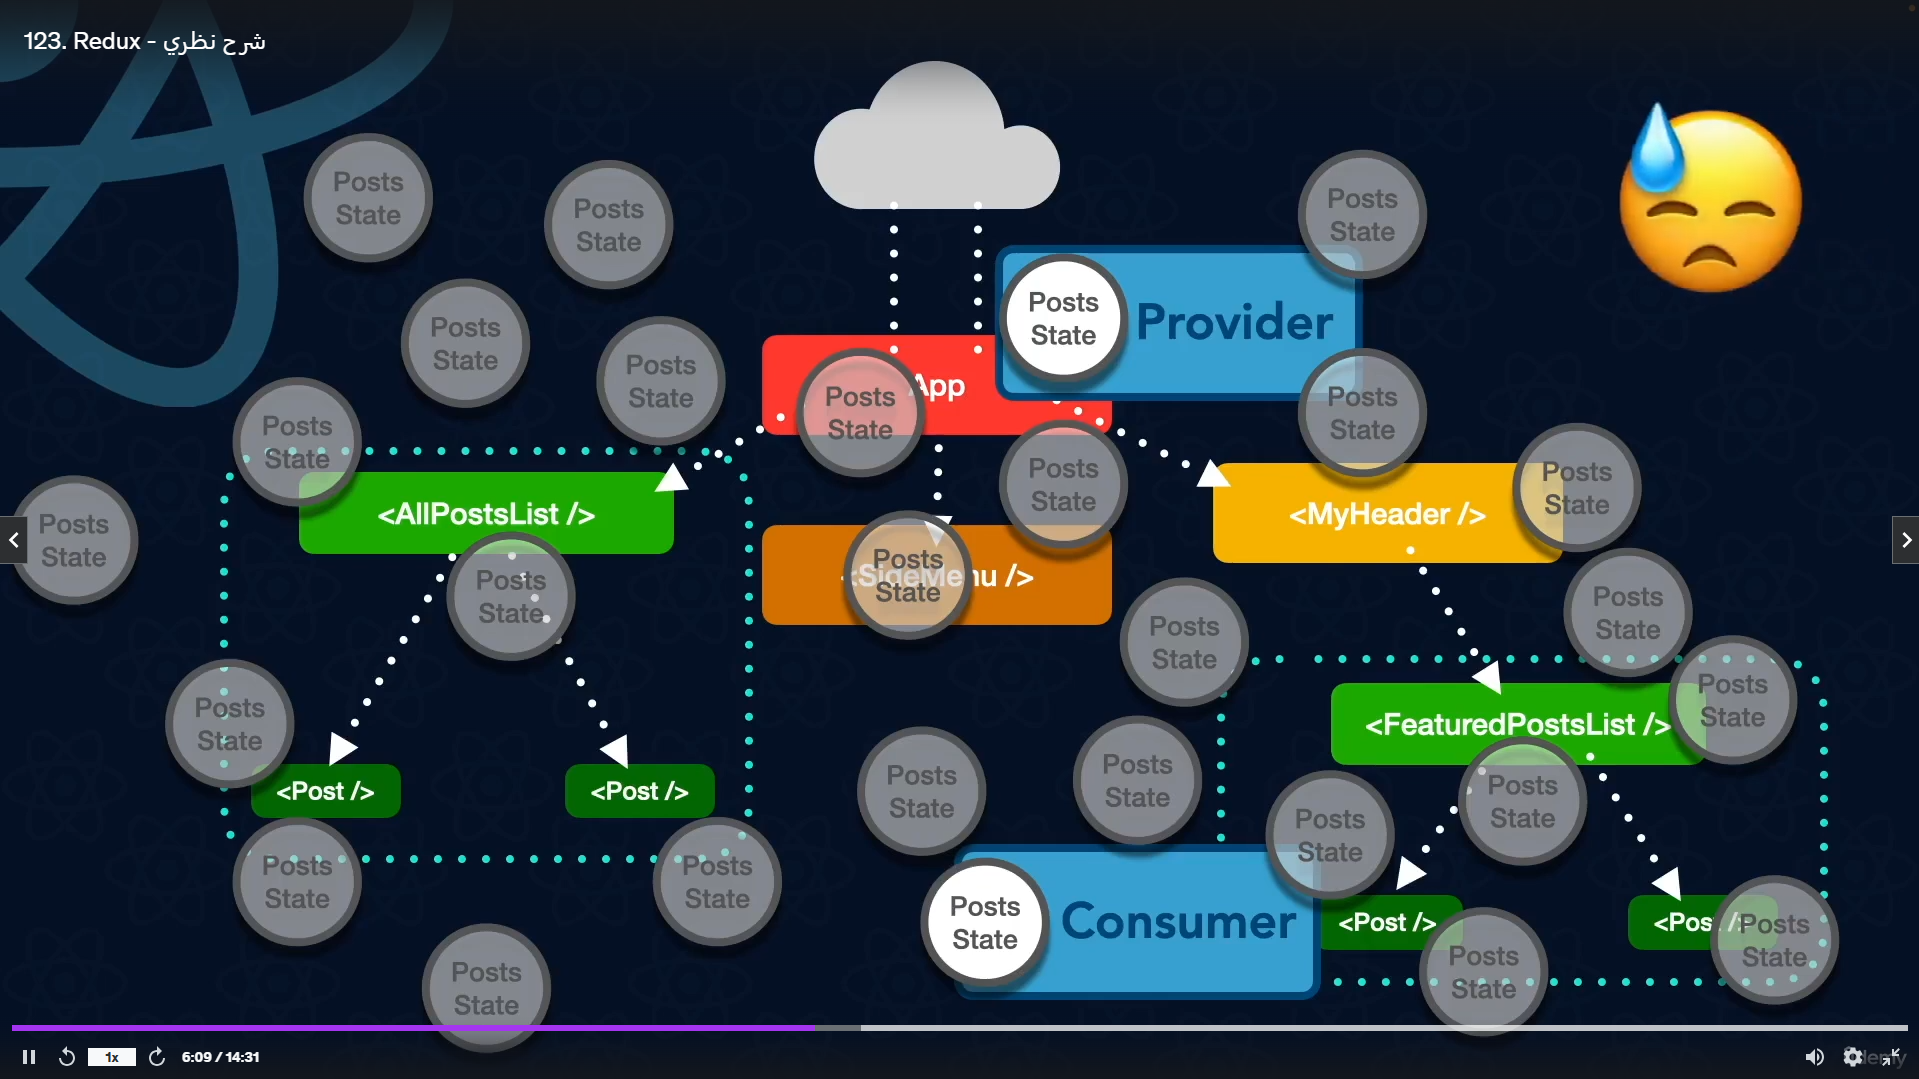 123. Redux - شرح نظري
Posts
State
Posts
State
Posts
State
Posts
State
Posts
State
Provider
Posts
State
App
Posts
State
Posts
State
Posts
State
Posts
State
Posts
State
Posts
State
<AllPostsList />
<MyHeader />
Posts
State
<SideMenu />
Posts
State
Posts
State
Posts
State
Posts
State
<FeaturedPostsList />
Posts
State
<Post />
<Post />
Posts
State
Posts
State
Posts
State
Posts
State
Posts
State
Posts
State
Posts
State
Consumer
<Post />
<Post />
Posts
State
Posts
State
Posts
State
1x
6:09 / 14:31